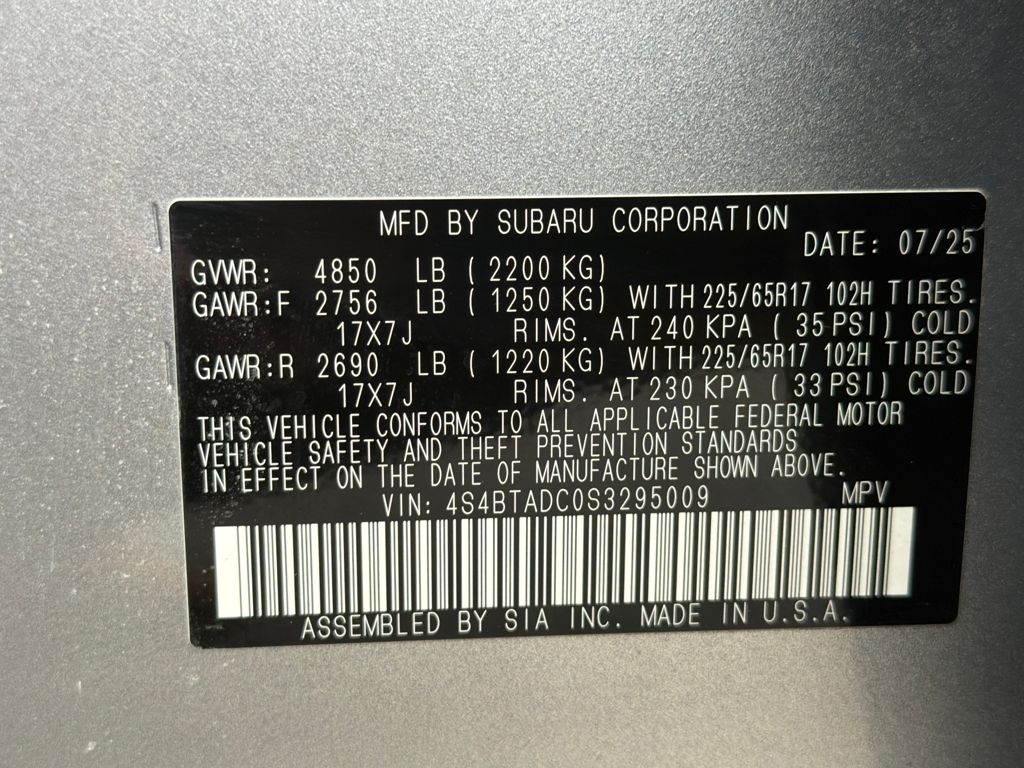 MFD BY SUBARU CORPORATION
DATE: 07/25
GVWR: 4850 LB ( 2200 KG)
GAWR:F 2756 LB ( 1250 KG) WITH 225/65R17 102H TIRES.
17X7J RIMS. AT 240 KPA ( 35 PSI) COLD
GAWR:R 2690 LB ( 1220 KG) WITH 225/65R17 102H TIRES.
17X7J RIMS. AT 230 KPA ( 33 PSI) COLD
THIS VEHICLE CONFORMS TO ALL APPLICABLE FEDERAL MOTOR
VEHICLE SAFETY AND THEFT PREVENTION STANDARDS
IN EFFECT ON THE DATE OF MANUFACTURE SHOWN ABOVE.
VIN: 4S4BTADC0S3295009 MPV
ASSEMBLED BY SIA INC. MADE IN U.S.A.